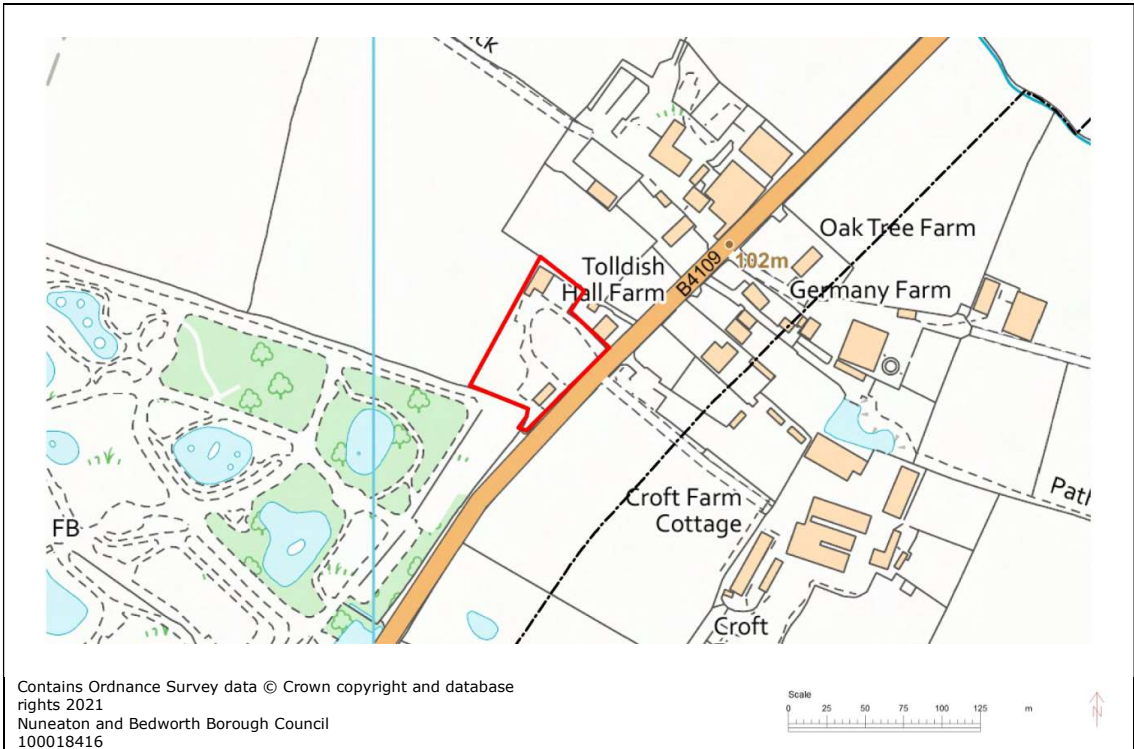 ck
Oak Tree Farm
Tolldish
Hall Farm
B4109
102m
Germany Farm
Croft Farm
Cottage
Path
FB
Croft
Contains Ordnance Survey data © Crown copyright and database
rights 2021
Nuneaton and Bedworth Borough Council
100018416
Scale
0 25 50 75 100 125 m
N